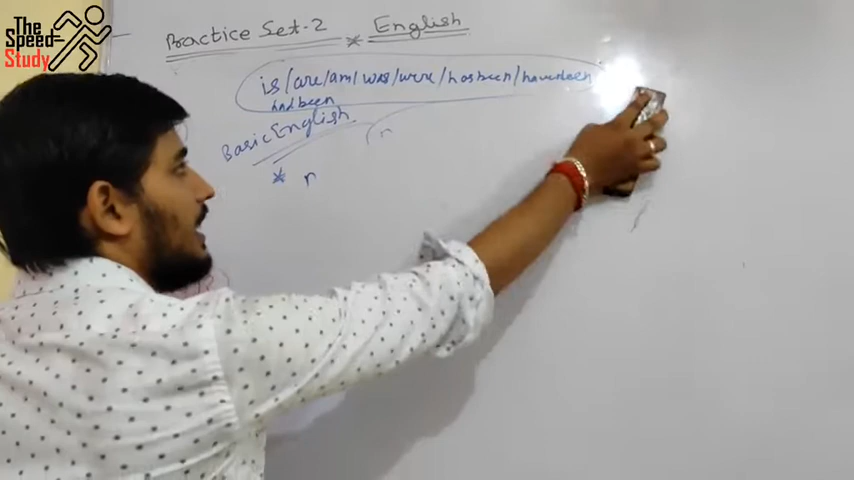 The
Speed
Study
Practice Set-2 * English
is/are/am/was/were/has been/have been
had been
Basic English
* r
r